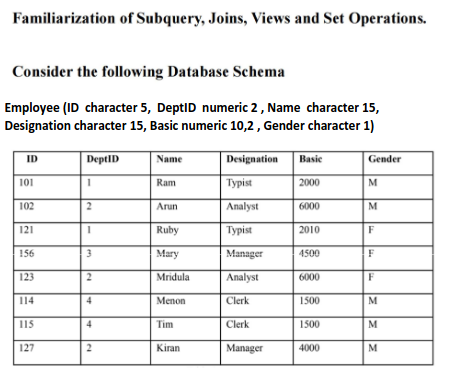 Familiarization of Subquery, Joins, Views and Set Operations.
Consider the following Database Schema
Employee (ID character 5, DeptID numeric 2 , Name character 15,
Designation character 15, Basic numeric 10,2 , Gender character 1)
ID DeptID Name Designation Basic Gender
101 1 Ram Typist 2000 M
102 2 Arun Analyst 6000 M
121 1 Ruby Typist 2010 F
156 3 Mary Manager 4500 F
123 2 Mridula Analyst 6000 F
114 4 Menon Clerk 1500 M
115 4 Tim Clerk 1500 M
127 2 Kiran Manager 4000 M